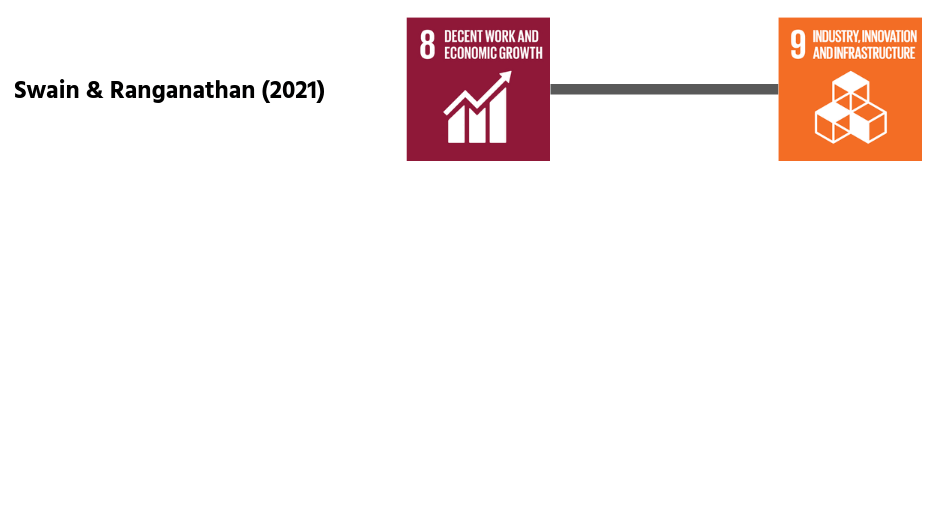 8 DECENT WORK AND
ECONOMIC GROWTH
9 INDUSTRY, INNOVATION
AND INFRASTRUCTURE
Swain & Ranganathan (2021)